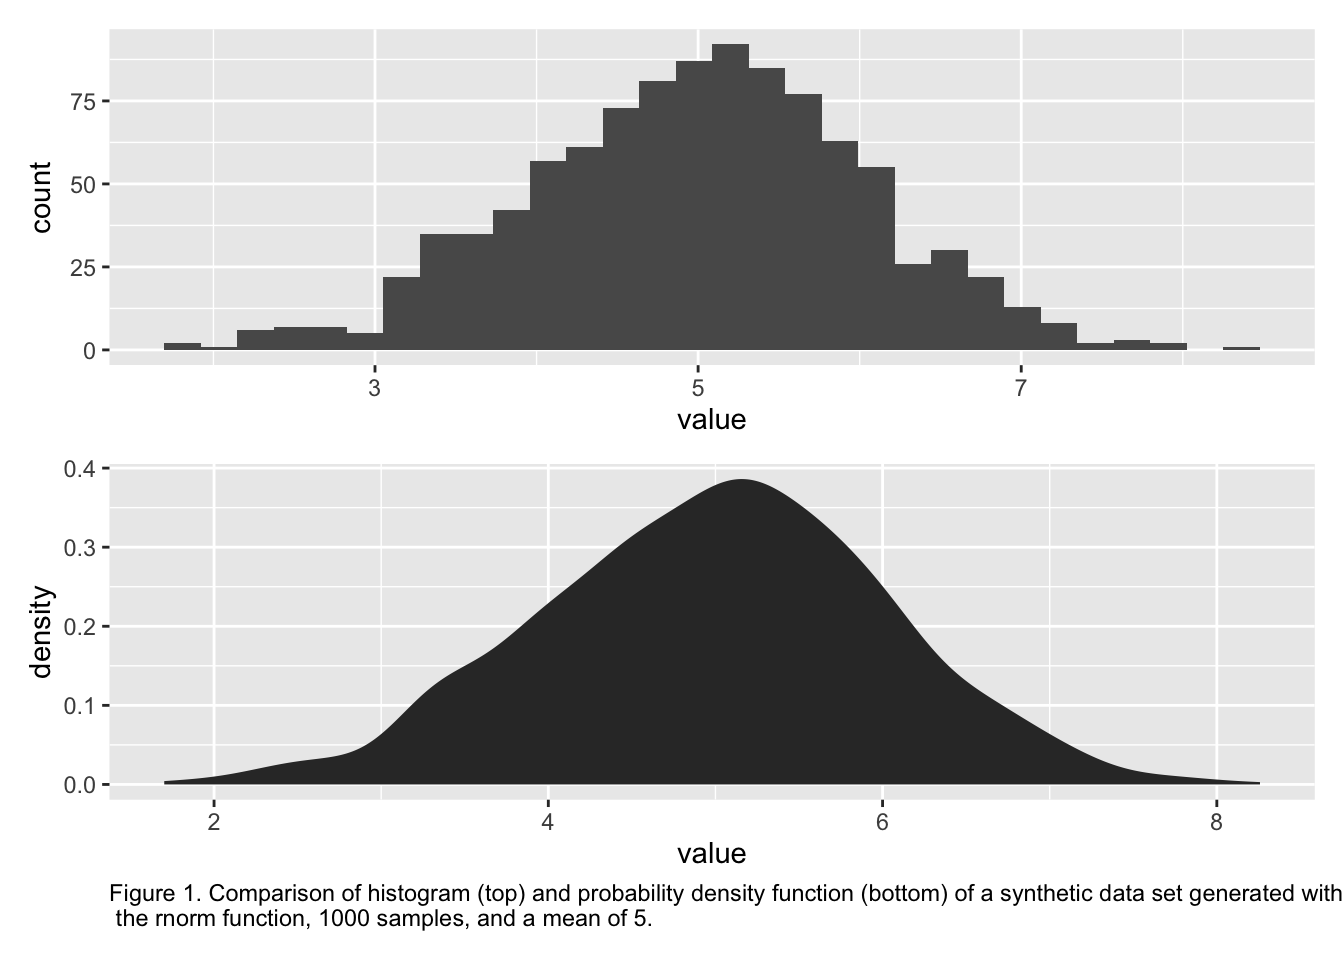 75
50
25
0
count
3 5 7
value
0.4
0.3
0.2
0.1
0.0
density
2 4 6 8
value
Figure 1. Comparison of histogram (top) and probability density function (bottom) of a synthetic data set generated with
the rnorm function, 1000 samples, and a mean of 5.